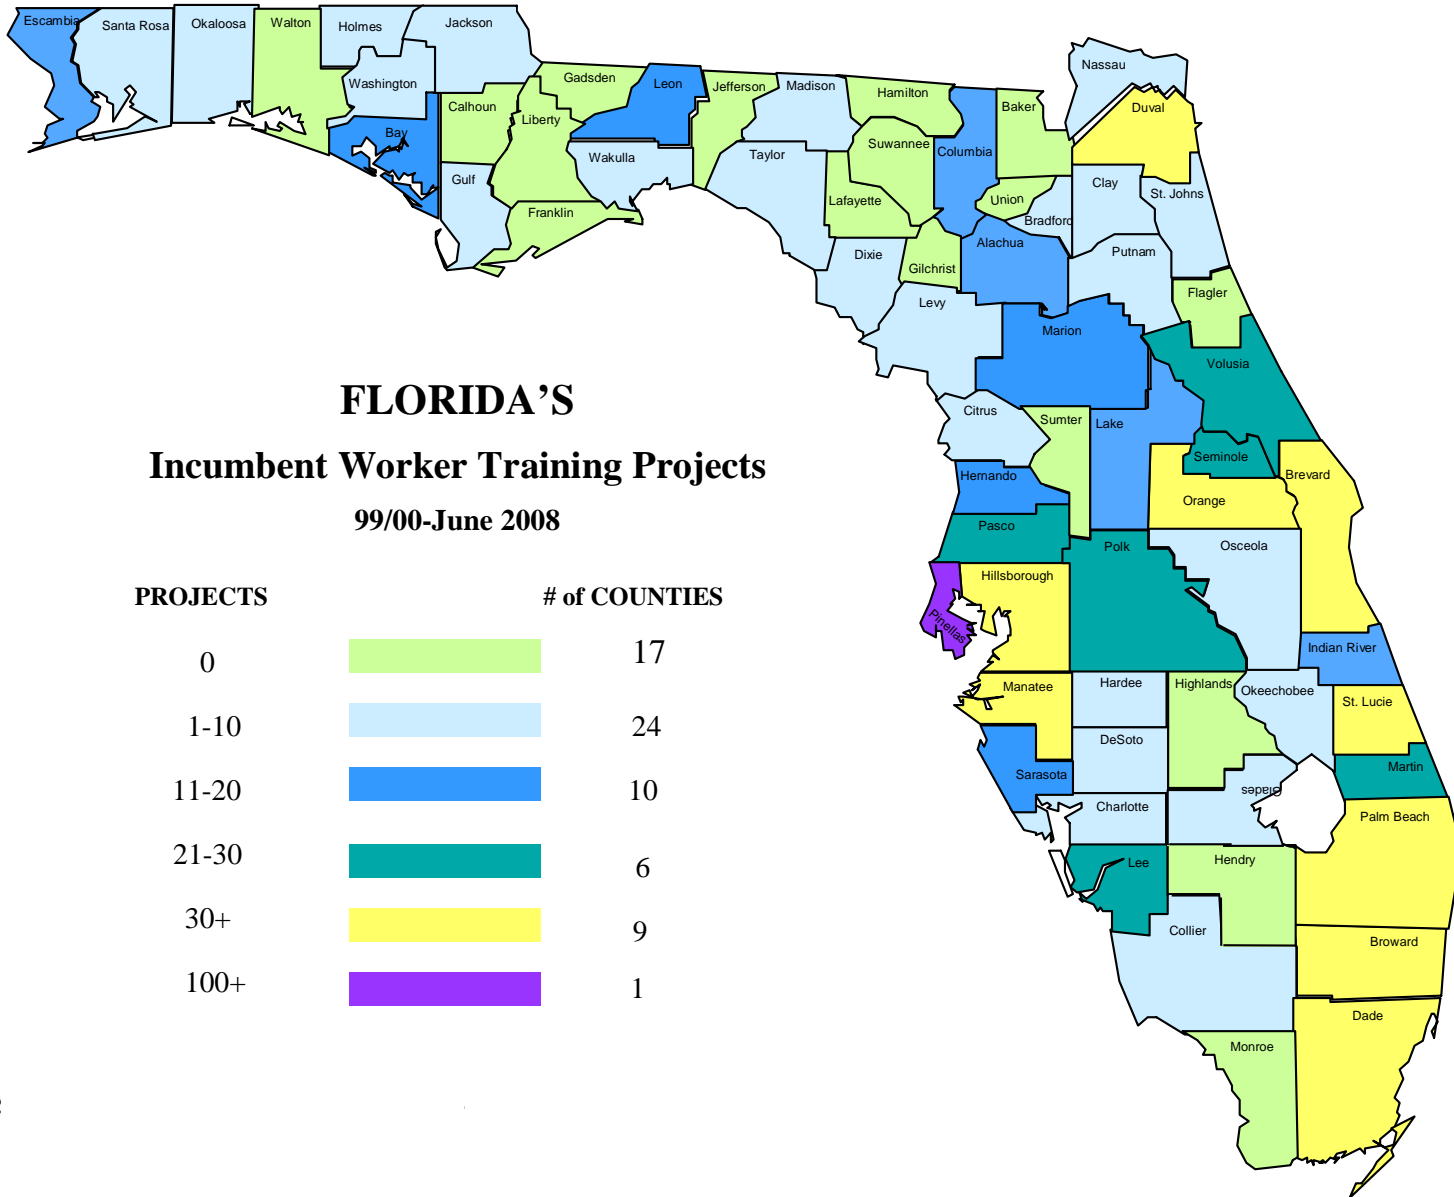 Escambia
Santa Rosa
Okaloosa
Walton
Holmes
Jackson
Washington
Bay
Calhoun
Gulf
Liberty
Gadsden
Franklin
Leon
Wakulla
Jefferson
Madison
Taylor
Hamilton
Suwannee
Lafayette
Dixie
Columbia
Gilchrist
Levy
Baker
Union
Bradford
Alachua
Nassau
Duval
Clay
St. Johns
Putnam
Flagler
Marion
Volusia
Citrus
Sumter
Lake
Seminole
Hernando
Orange
Brevard
Pasco
Polk
Osceola
Pinellas
Hillsborough
Indian River
Manatee
Hardee
Highlands
Okeechobee
St. Lucie
Sarasota
DeSoto
Martin
Charlotte
Glades
Palm Beach
Lee
Hendry
Collier
Broward
Dade
Monroe
FLORIDA’S
Incumbent Worker Training Projects
99/00-June 2008
PROJECTS # of COUNTIES
0 17
1-10 24
11-20 10
21-30 6
30+ 9
100+ 1